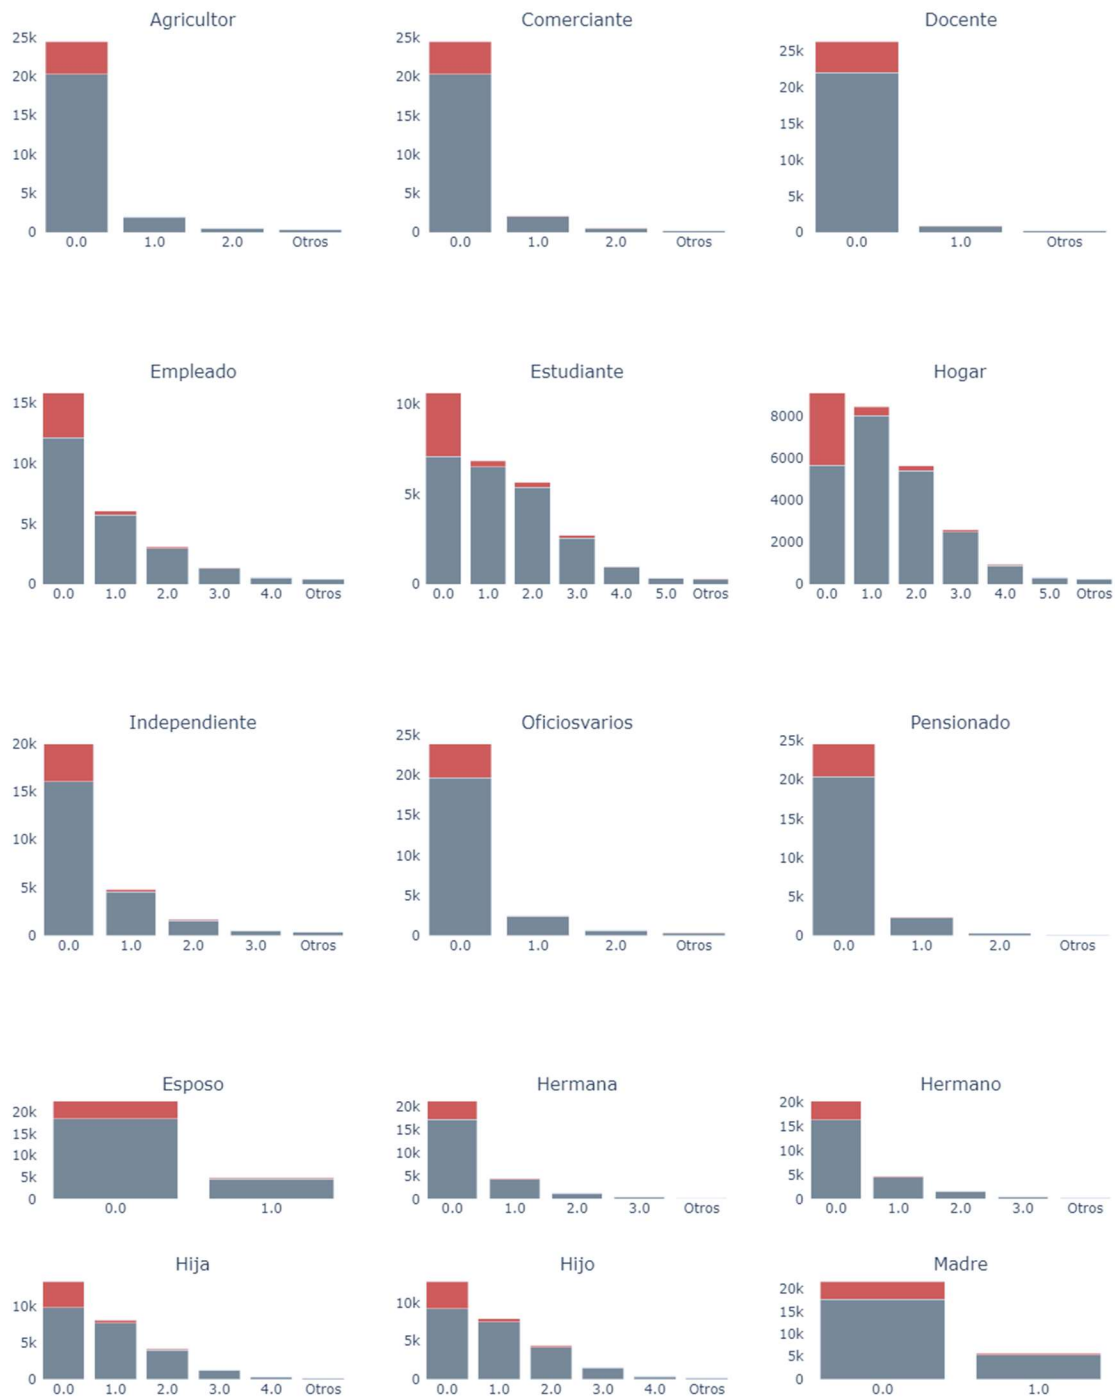 Agricultor
25k
20k
15k
10k
5k
0
0.0 1.0 2.0 Otros
Comerciante
25k
20k
15k
10k
5k
0
0.0 1.0 2.0 Otros
Docente
25k
20k
15k
10k
5k
0
0.0 1.0 Otros
Empleado
15k
10k
5k
0
0.0 1.0 2.0 3.0 4.0 Otros
Estudiante
10k
5k
0
0.0 1.0 2.0 3.0 4.0 5.0 Otros
Hogar
8000
6000
4000
2000
0
0.0 1.0 2.0 3.0 4.0 5.0 Otros
Independiente
20k
15k
10k
5k
0
0.0 1.0 2.0 3.0 Otros
Oficiosvarios
25k
20k
15k
10k
5k
0
0.0 1.0 2.0 Otros
Pensionado
25k
20k
15k
10k
5k
0
0.0 1.0 2.0 Otros
Esposo
20k
15k
10k
5k
0
0.0 1.0
Hermana
20k
15k
10k
5k
0
0.0 1.0 2.0 3.0 Otros
Hermano
20k
15k
10k
5k
0
0.0 1.0 2.0 3.0 Otros
Hija
10k
5k
0
0.0 1.0 2.0 3.0 4.0 Otros
Hijo
10k
5k
0
0.0 1.0 2.0 3.0 4.0 Otros
Madre
20k
15k
10k
5k
0
0.0 1.0